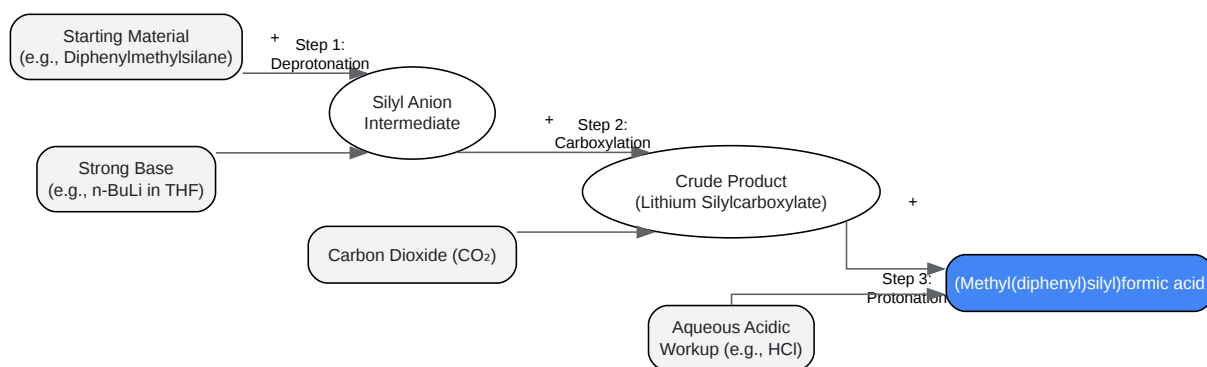 Starting Material
(e.g., Diphenylmethylsilane)
+
Step 1:
Deprotonation
Silyl Anion
Intermediate
Strong Base
(e.g., n-BuLi in THF)
+
Step 2:
Carboxylation
Crude Product
(Lithium Silylcarboxylate)
+
Carbon Dioxide (CO₂)
Step 3:
Protonation
(Methyl(diphenyl)silyl)formic acid
Aqueous Acidic
Workup (e.g., HCl)